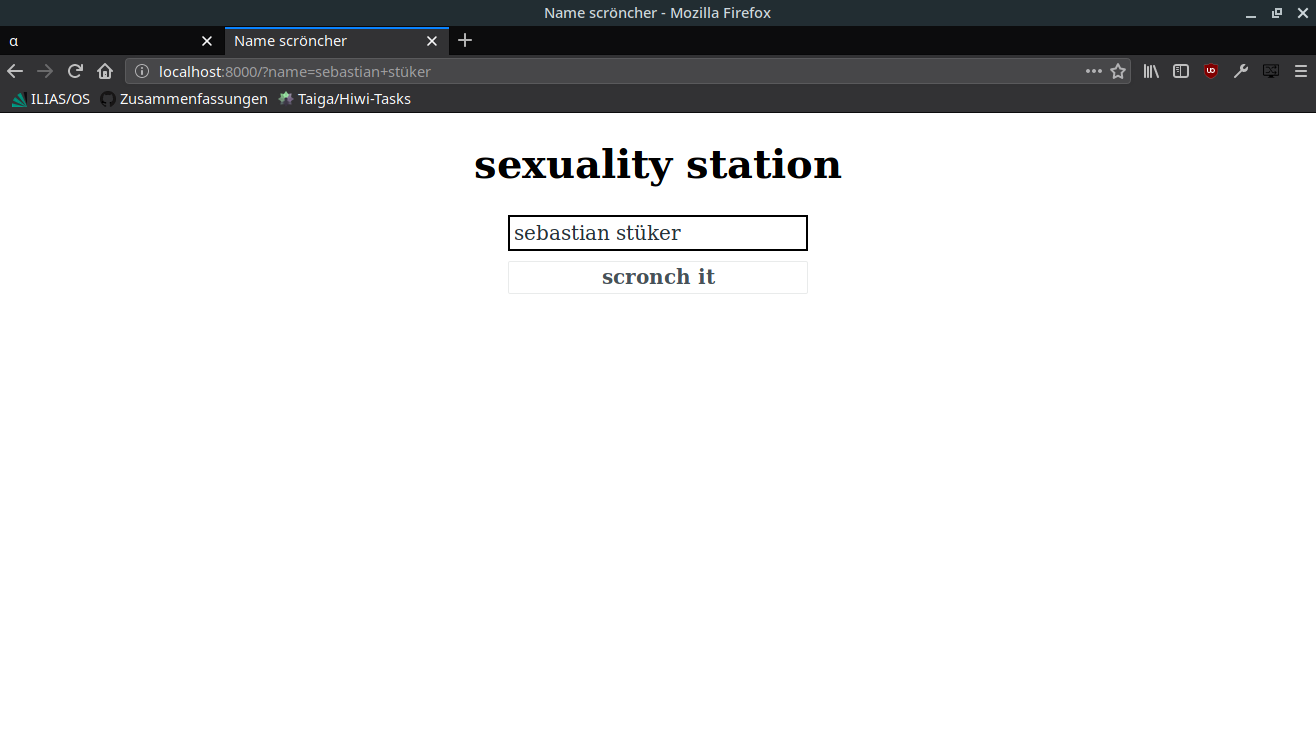 Name scröncher - Mozilla Firefox
α
Name scröncher
localhost:8000/?name=sebastian+stüker
ILIAS/OS Zusammenfassungen Taiga/Hiwi-Tasks
sexuality station
sebastian stüker
scronch it